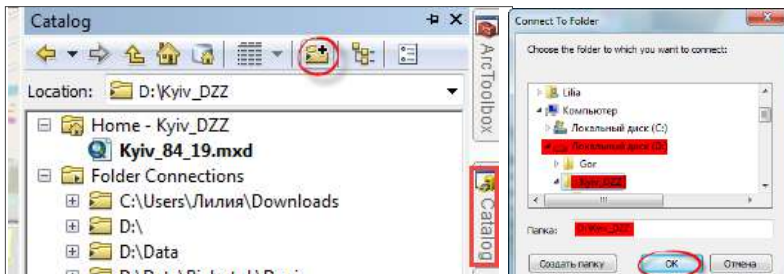 Catalog
Location: D:\Kyiv_DZZ
Home - Kyiv_DZZ
Kyiv_84_19.mxd
Folder Connections
C:\Users\Лилия\Downloads
D:\
D:\Data
ArcToolbox
Catalog
Connect To Folder
Choose the folder to which you want to connect:
Lilia
Компьютер
Локальный диск (C:)
Локальный диск (D:)
Gor
Kyiv_DZZ
Папка: D:\Kyiv_DZZ
Создать папку OK Отмена